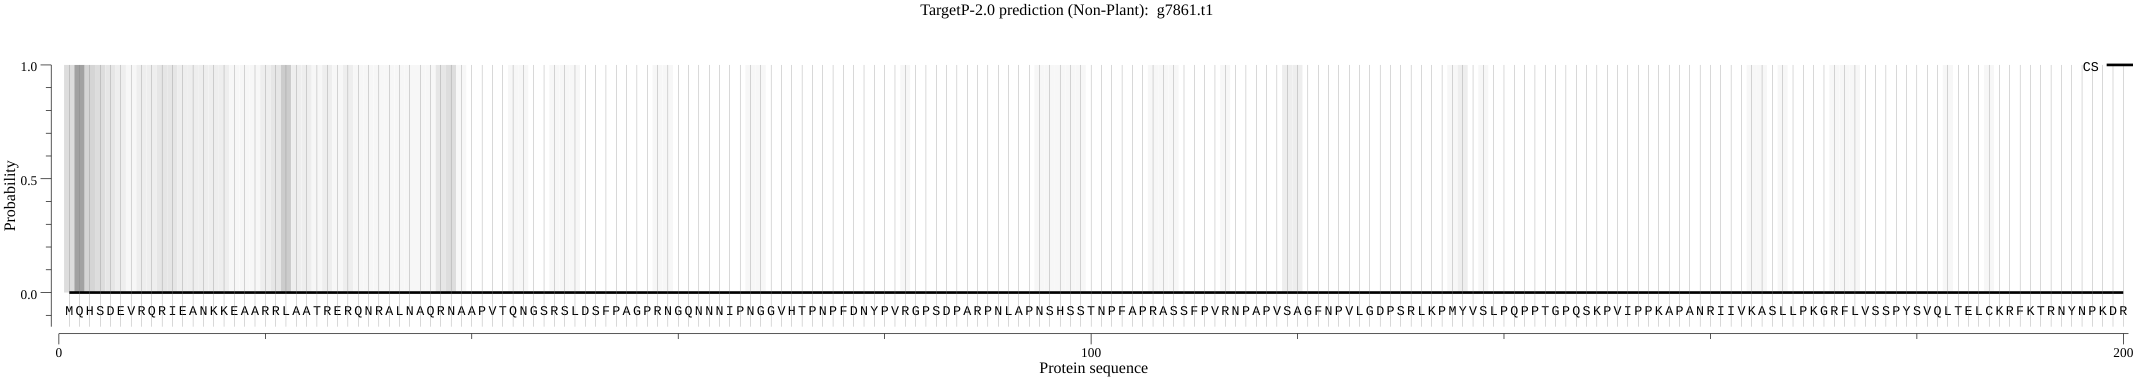 TargetP-2.0 prediction (Non-Plant):  g7861.t1
1.0
CS
0.5
Probability
0.0
MQHSDEVRQRIEANKKEAARRLAATRERQNRALNAQRNAAPVTQNGSRSLDSFPAGPRNGQNNNIPNGGVHTPNPFDNYPVRGPSDPARPNLAPNSHSSTNPFAPRASSFPVRNPAPVSAGFNPVLGDPSRLKPMYVSLPQPPTGPQSKPVIPPKAPANRIIVKASLLPKGRFLVSSPYSVQLTELCKRFKTRNYNPKDR
0
100
200
Protein sequence